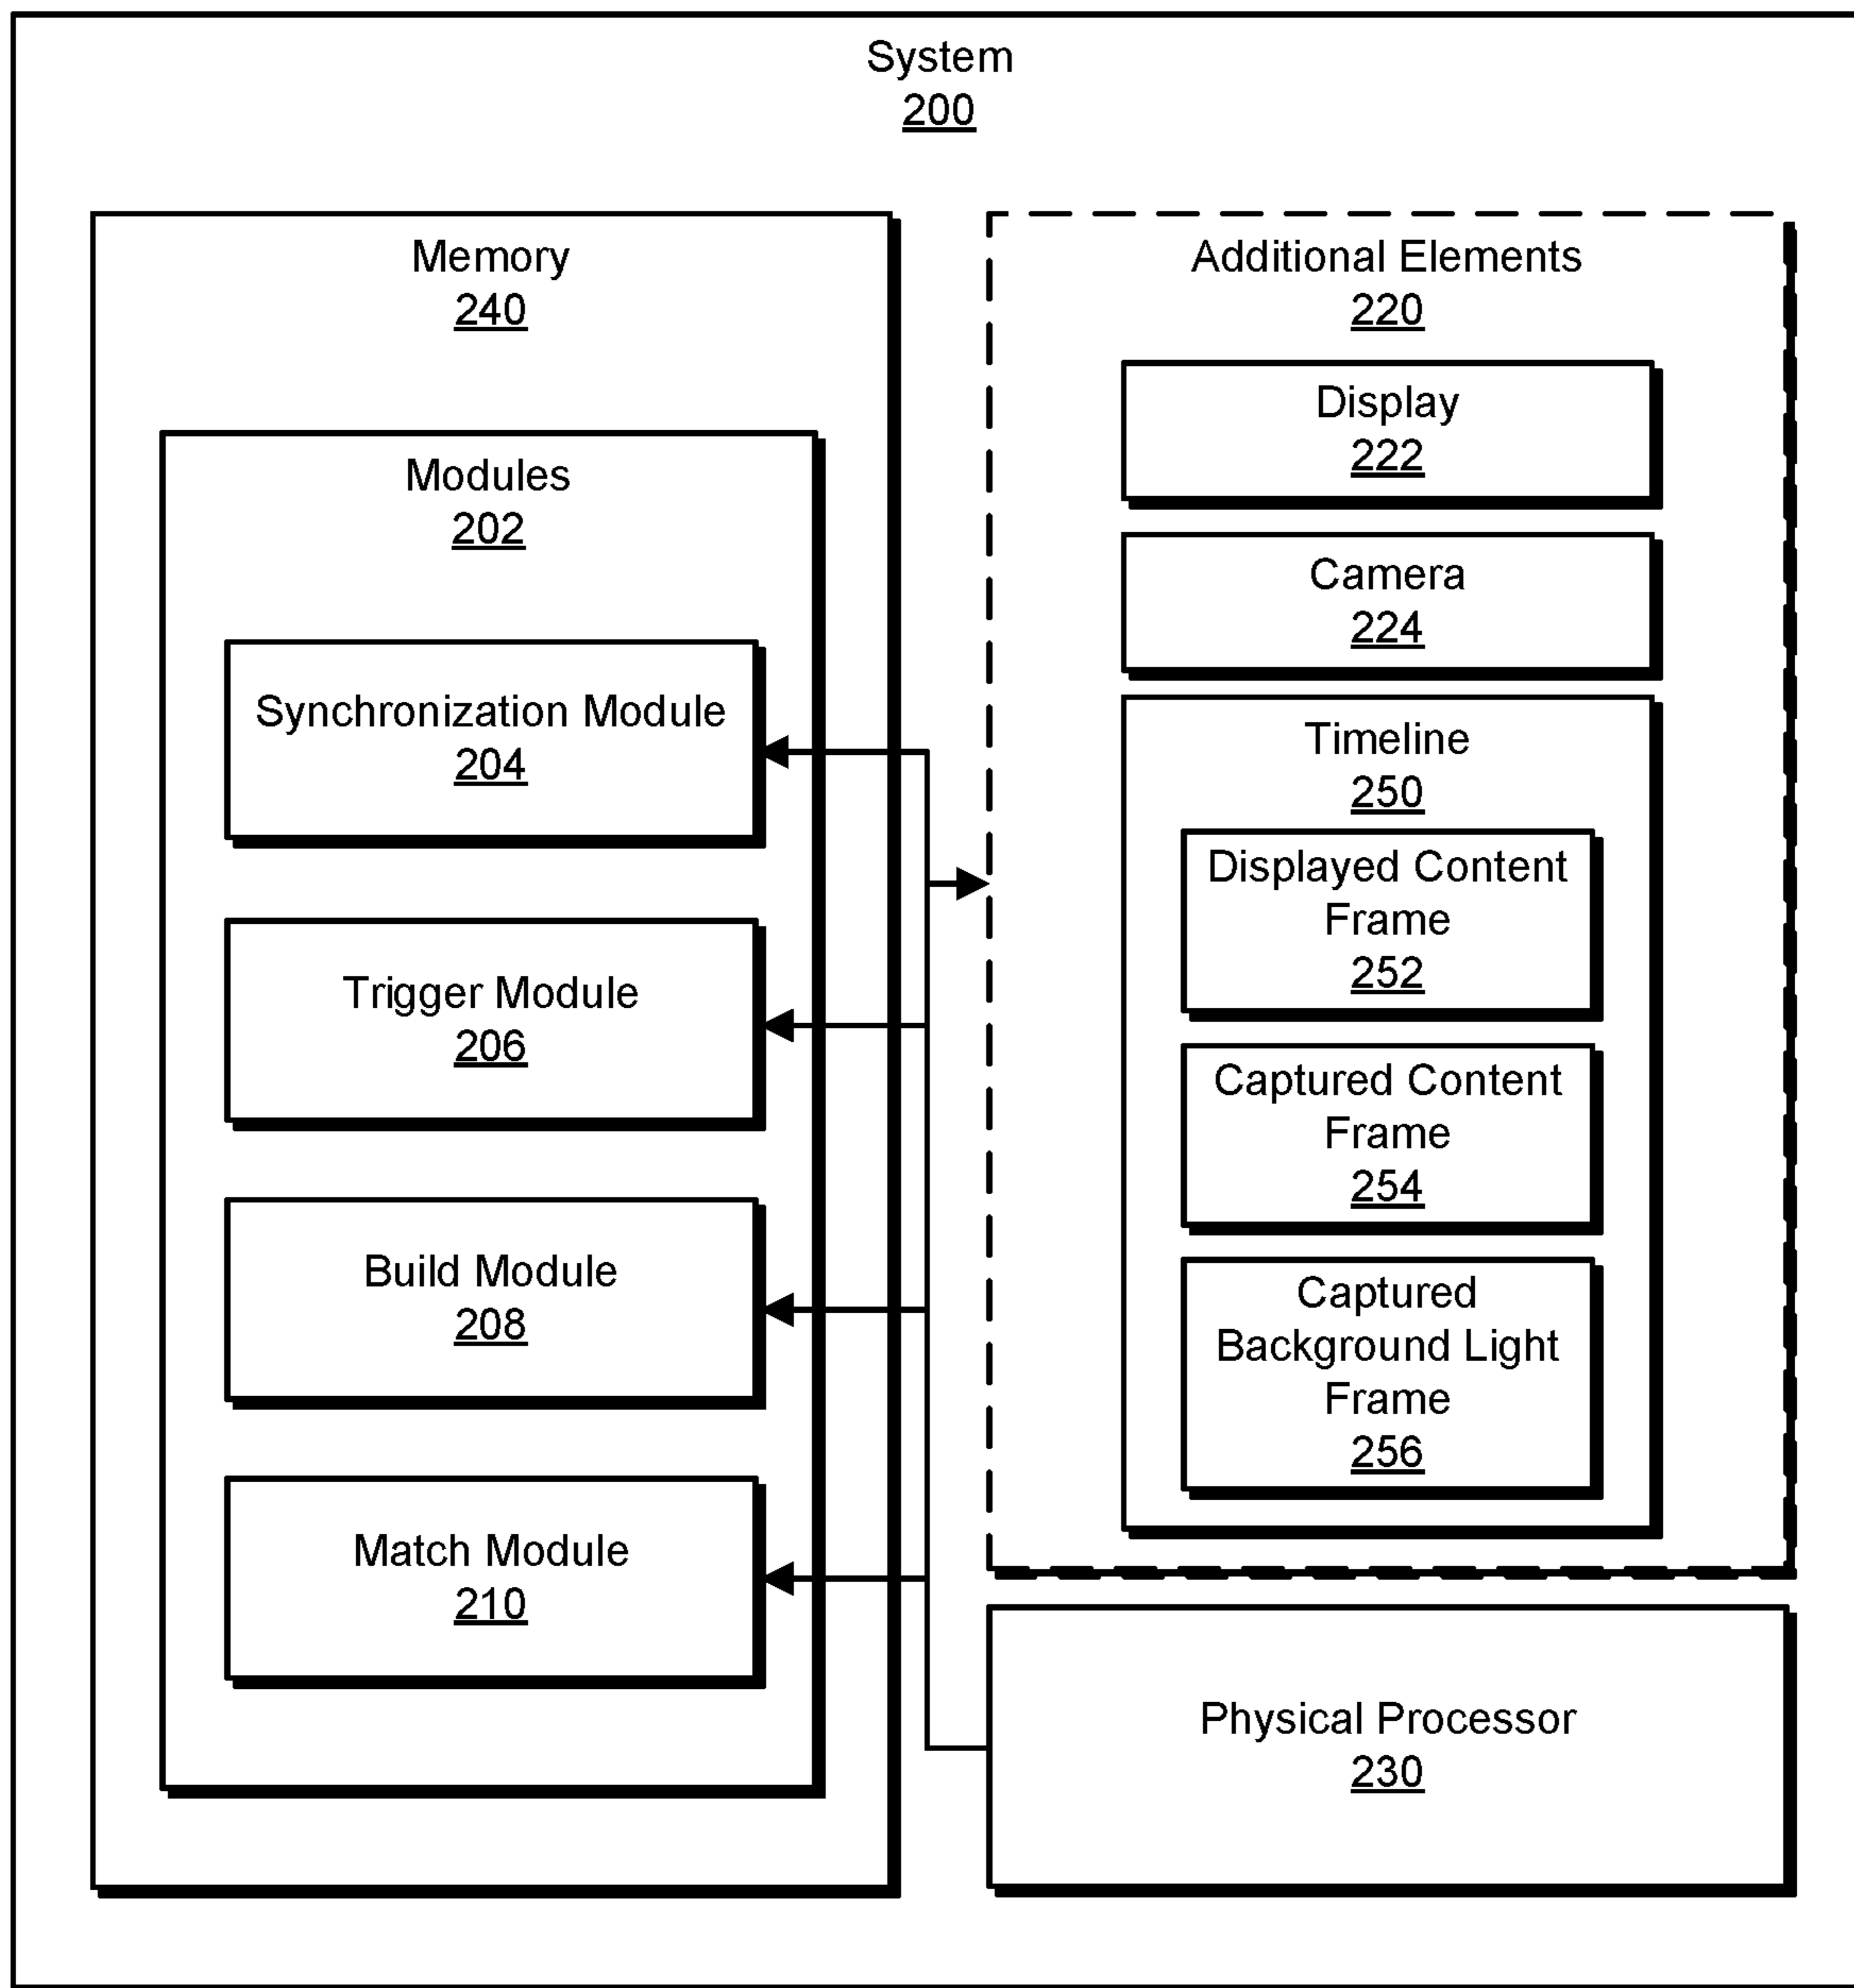 System
200
Memory
240
Modules
202
Synchronization Module
204
Trigger Module
206
Build Module
208
Match Module
210
Additional Elements
220
Display
222
Camera
224
Timeline
250
Displayed Content
Frame
252
Captured Content
Frame
254
Captured
Background Light
Frame
256
Physical Processor
230